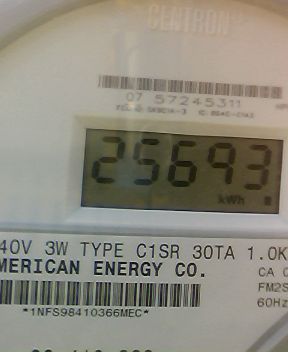 CENTRON
07 57245311
25693
kWh
40V 3W TYPE C1SR 30TA 1.0K
MERICAN ENERGY CO.
CA 0
FM2S
60Hz
*1NFS98410366MEC*